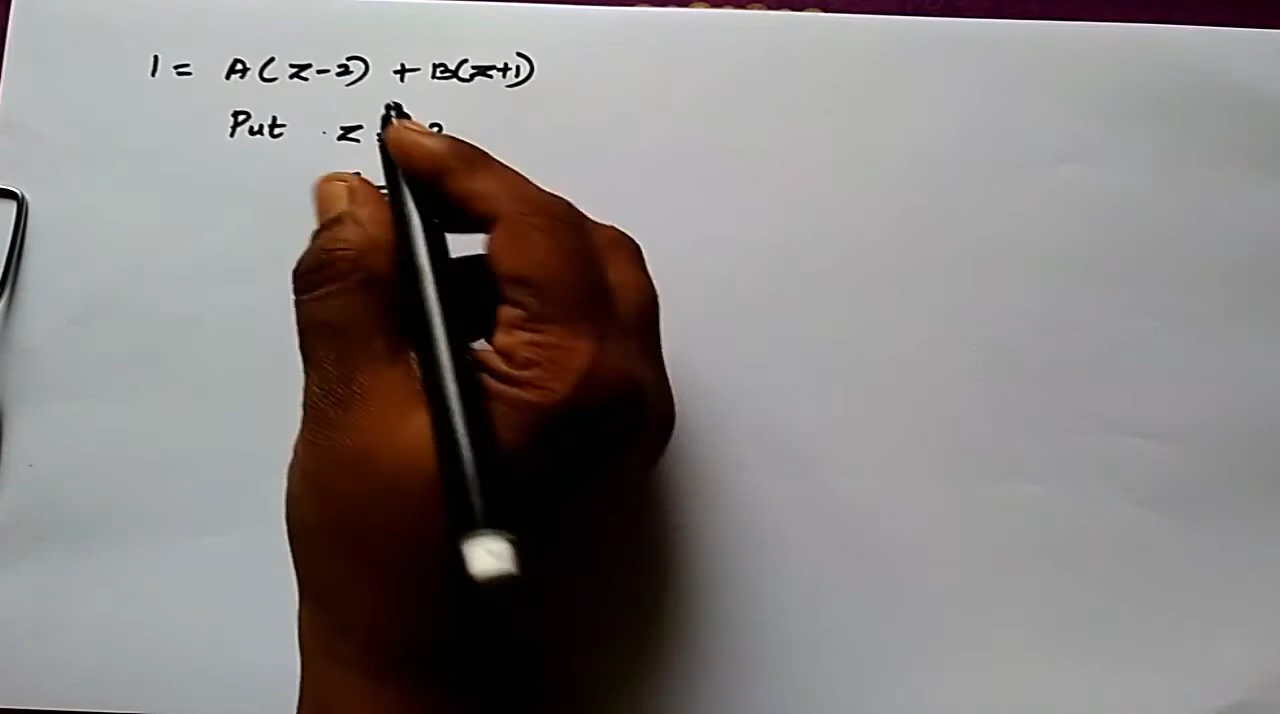 1 = A(z-2) + B(z+1)
Put z